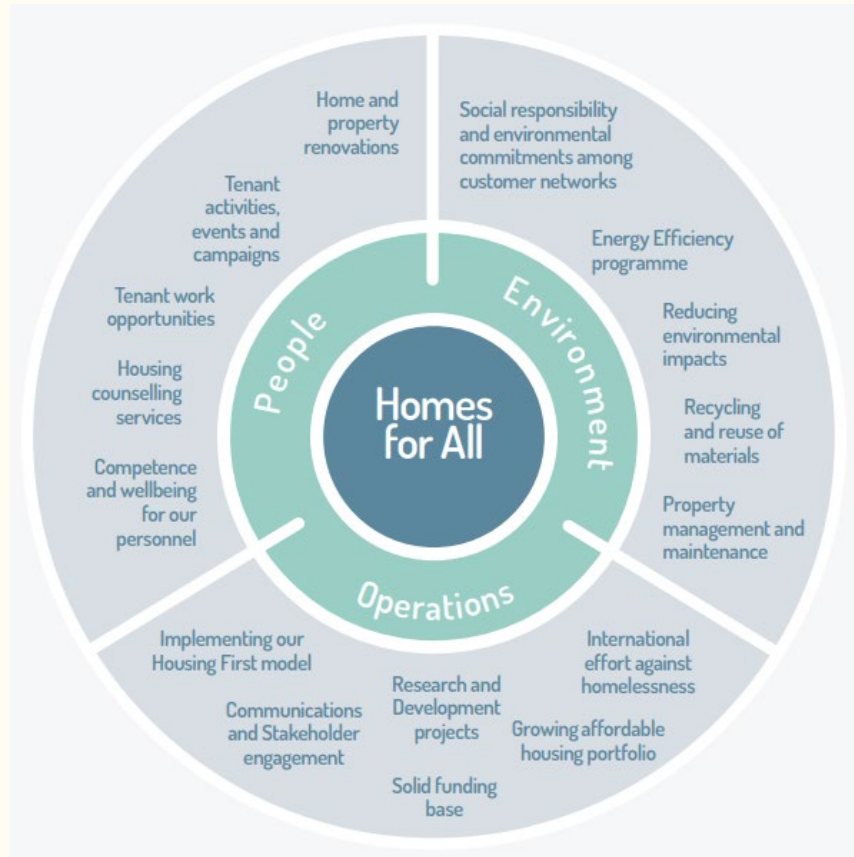 Homes
for All
People
Home and
property
renovations
Tenant
activities,
events and
campaigns
Tenant work
opportunities
Housing
counselling
services
Competence
and wellbeing
for our
personnel
Environment
Social responsibility
and environmental
commitments among
customer networks
Energy Efficiency
programme
Reducing
environmental
impacts
Recycling
and reuse of
materials
Property
management and
maintenance
Operations
Implementing our
Housing First model
Communications
and Stakeholder
engagement
Research and
Development
projects
Solid funding
base
Growing affordable
housing portfolio
International
effort against
homelessness